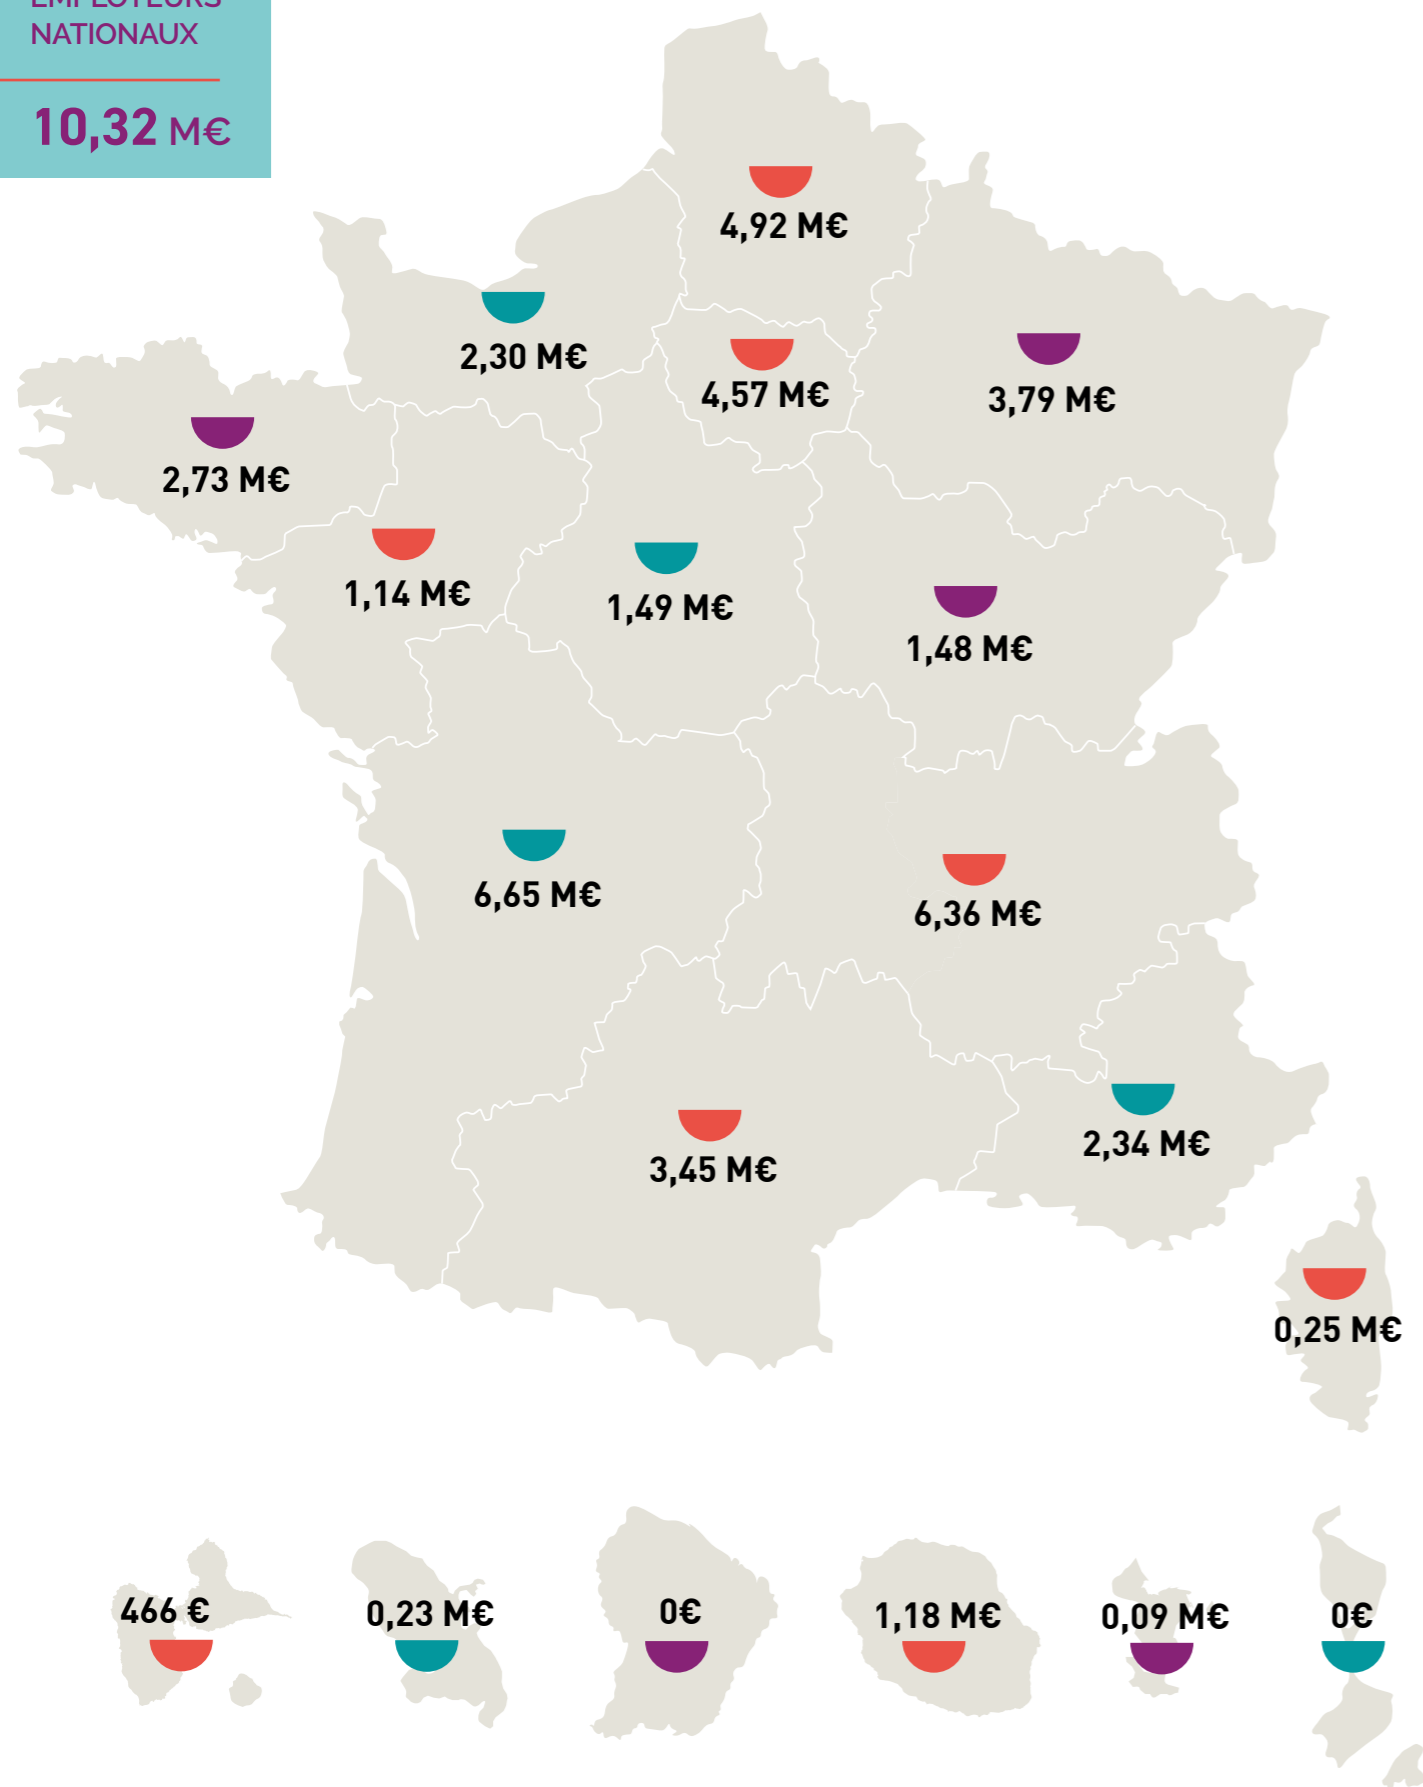 EMPLOYEURS
NATIONAUX
10,32 M€
4,92 M€
2,30 M€
4,57 M€
3,79 M€
2,73 M€
1,14 M€
1,49 M€
1,48 M€
6,65 M€
6,36 M€
2,34 M€
3,45 M€
0,25 M€
466 €
0,23 M€
0€
1,18 M€
0,09 M€
0€